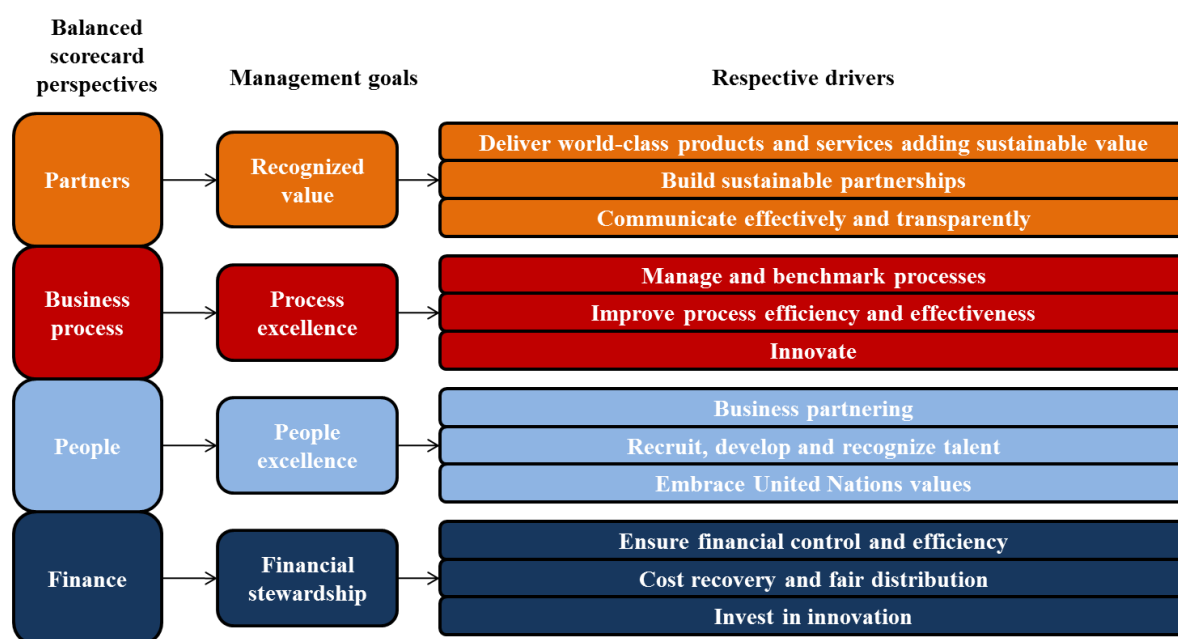 Balanced
scorecard
perspectives
Management goals
Respective drivers
Partners
Recognized
value
Deliver world-class products and services adding sustainable value
Build sustainable partnerships
Communicate effectively and transparently
Business
process
Process
excellence
Manage and benchmark processes
Improve process efficiency and effectiveness
Innovate
People
People
excellence
Business partnering
Recruit, develop and recognize talent
Embrace United Nations values
Finance
Financial
stewardship
Ensure financial control and efficiency
Cost recovery and fair distribution
Invest in innovation